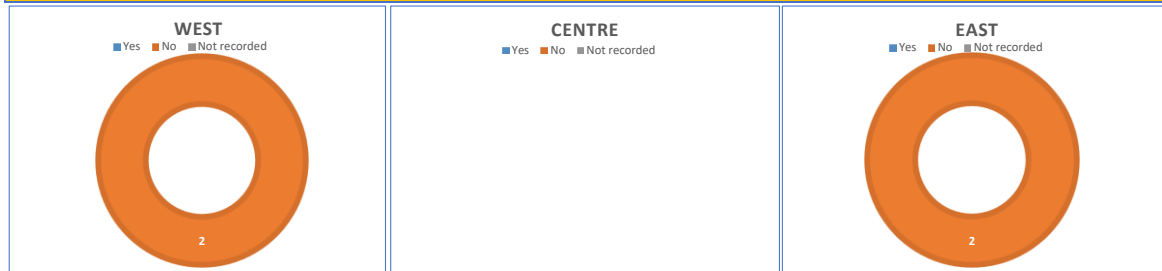 WEST
Yes No Not recorded
2
CENTRE
Yes No Not recorded
EAST
Yes No Not recorded
2